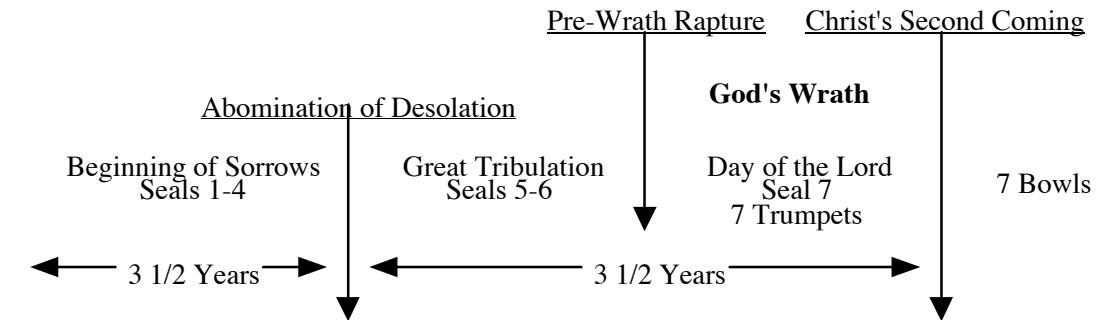 Pre-Wrath Rapture
Christ's Second Coming
God's Wrath
Abomination of Desolation
Beginning of Sorrows
Seals 1-4
Great Tribulation
Seals 5-6
Day of the Lord
Seal 7
7 Trumpets
7 Bowls
3 1/2 Years
3 1/2 Years